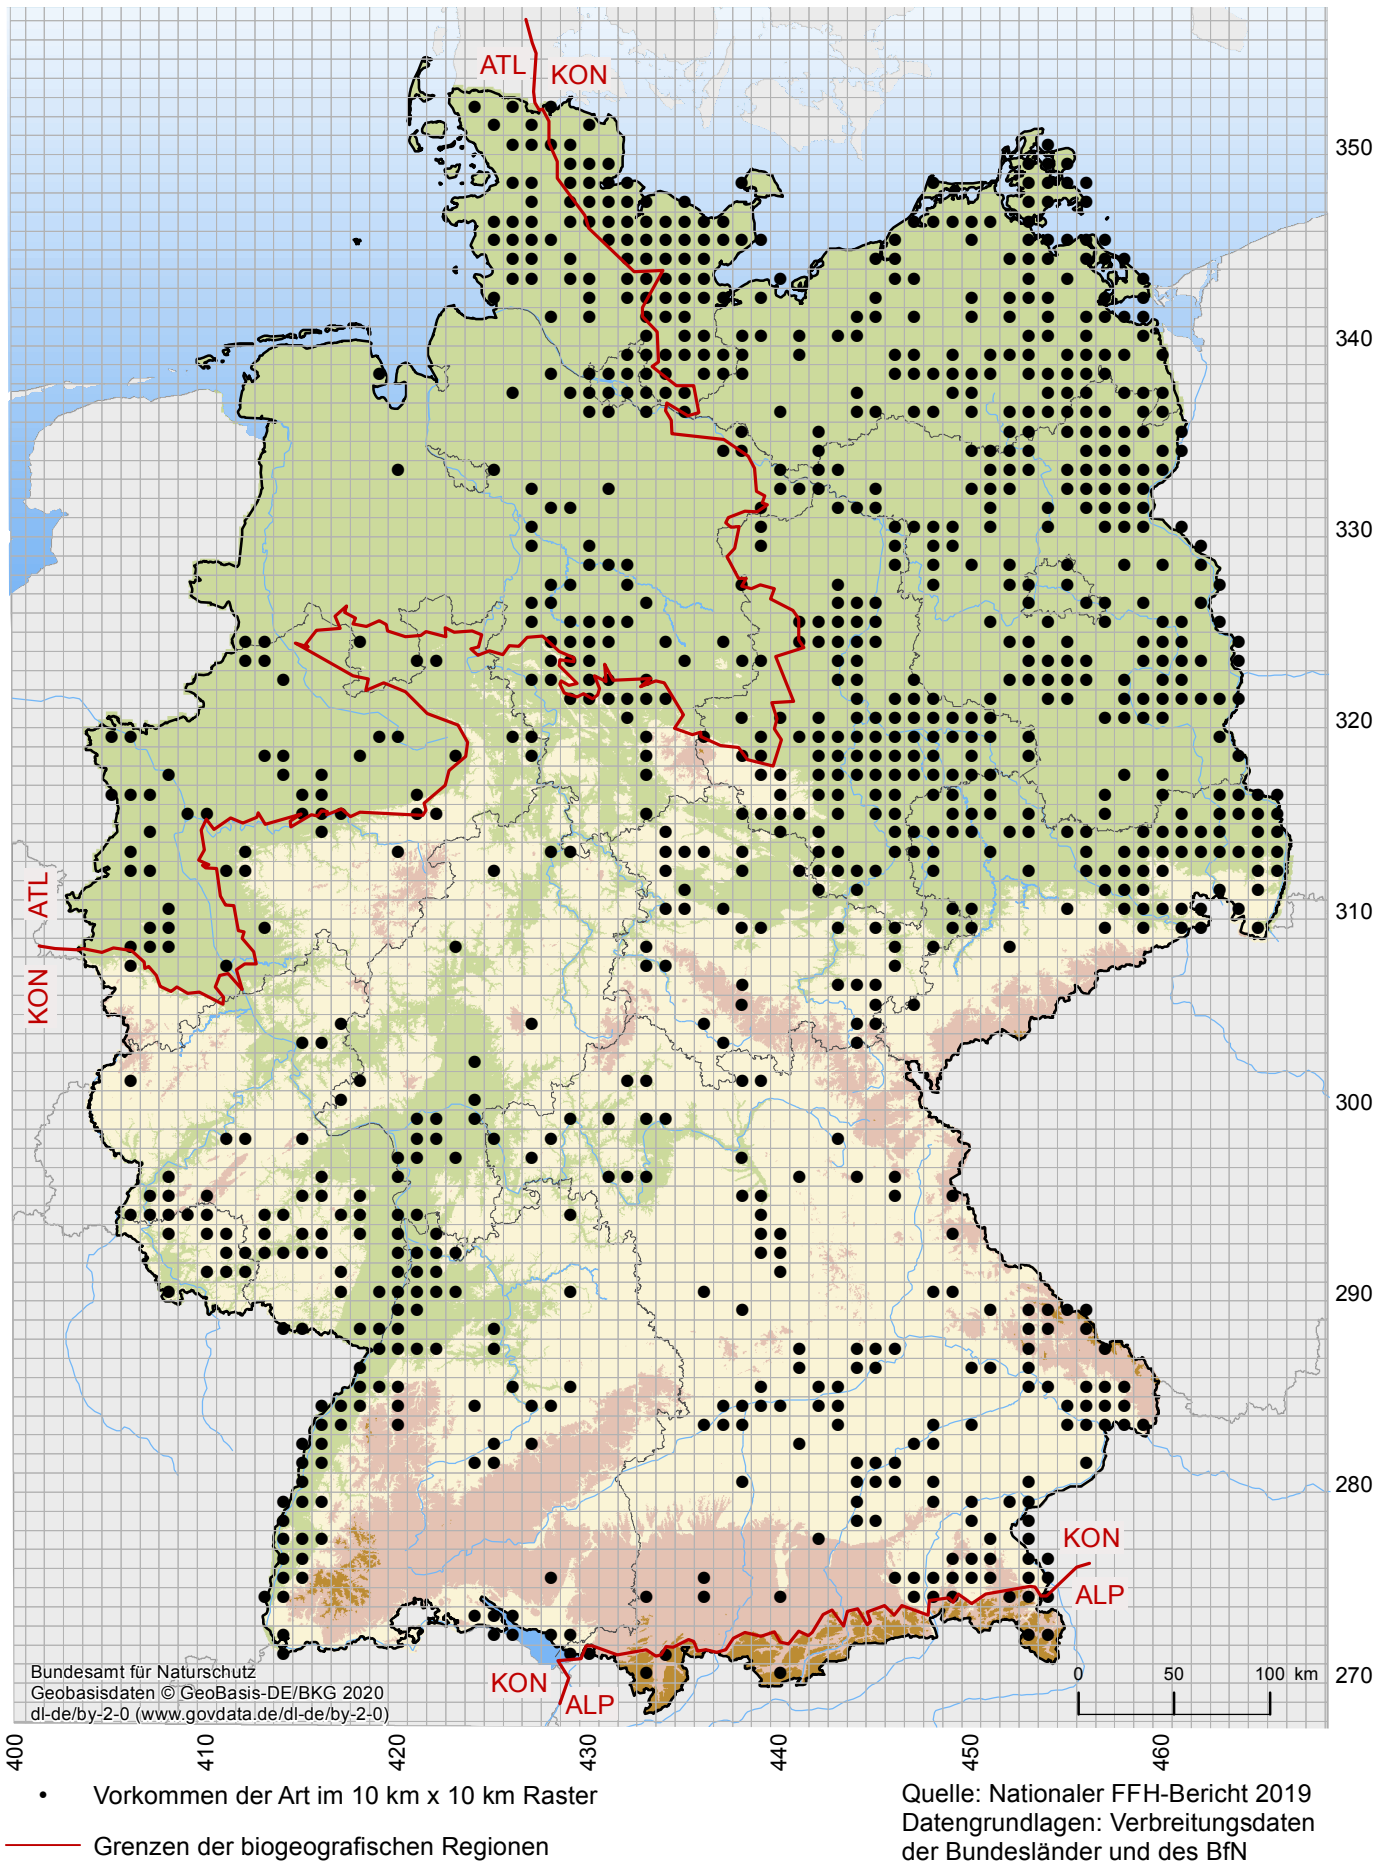 ATL
KON
350
340
330
320
310
300
290
280
270
ATL
KON
KON
ALP
KON
ALP
0 50 100 km
Bundesamt für Naturschutz
Geobasisdaten © GeoBasis-DE/BKG 2020
dl-de/by-2-0 (www.govdata.de/dl-de/by-2-0)
400 410 420 430 440 450 460
• Vorkommen der Art im 10 km x 10 km Raster
Grenzen der biogeografischen Regionen
Quelle: Nationaler FFH-Bericht 2019
Datengrundlagen: Verbreitungsdaten
der Bundesländer und des BfN